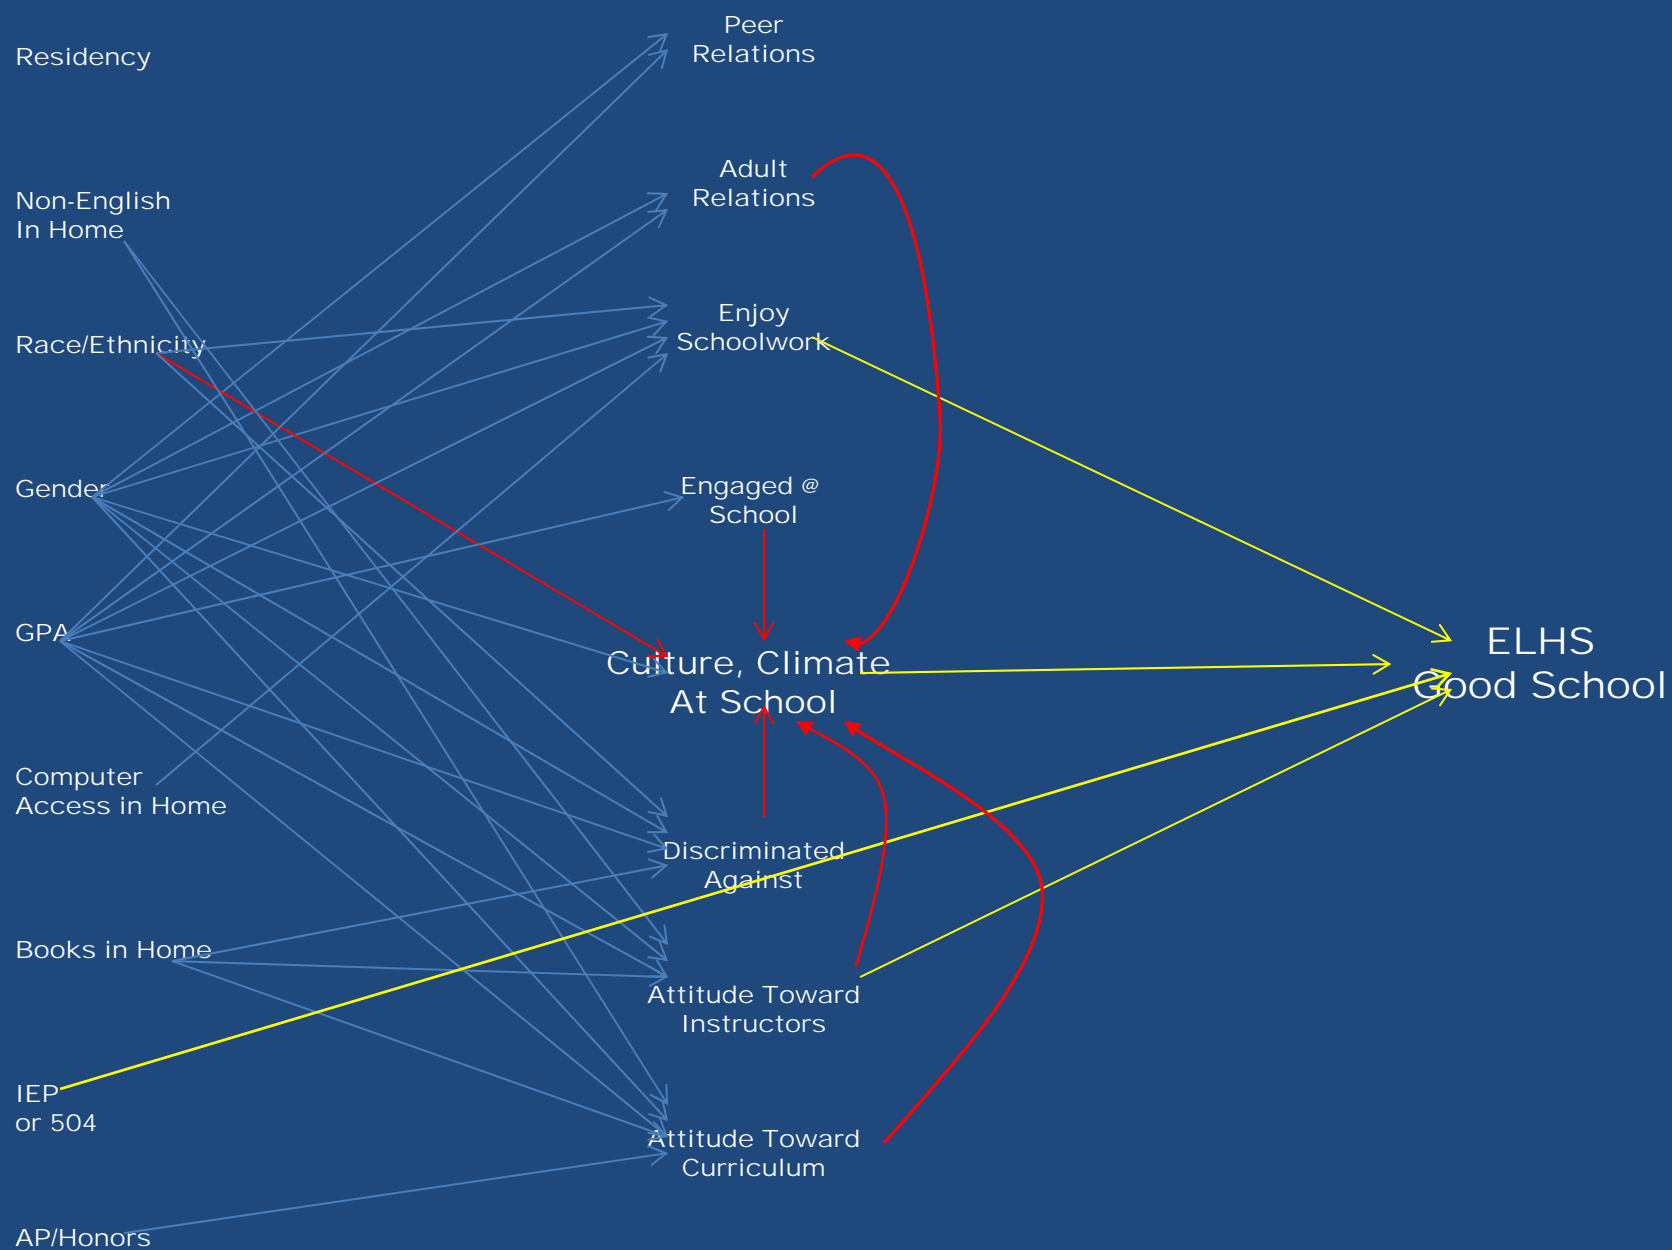 Residency
Non-English
In Home
Race/Ethnicity
Gender
GPA
Computer
Access in Home
Books in Home
IEP
or 504
AP/Honors
Peer
Relations
Adult
Relations
Enjoy
Schoolwork
Engaged @
School
Culture, Climate
At School
Discriminated
Against
Attitude Toward
Instructors
Attitude Toward
Curriculum
ELHS
Good School